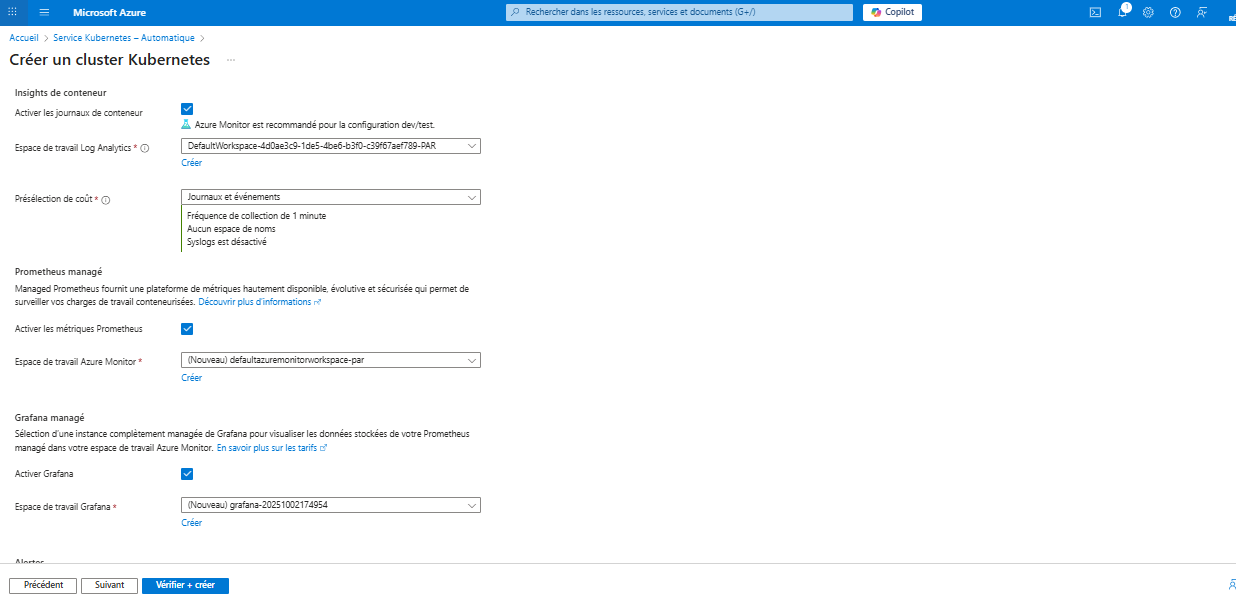 Microsoft Azure
Rechercher dans les ressources, services et documents (G+/)
Copilot
1
Accueil > Service Kubernetes – Automatique >
Créer un cluster Kubernetes ...
Insights de conteneur
Activer les journaux de conteneur
Azure Monitor est recommandé pour la configuration dev/test.
Espace de travail Log Analytics * DefaultWorkspace-4d0ae3c9-1de5-4be6-b3f0-c39f67aef789-PAR
Créer
Présélection de coût * Journaux et événements
Fréquence de collection de 1 minute
Aucun espace de noms
Syslogs est désactivé
Prometheus managé
Managed Prometheus fournit une plateforme de métriques hautement disponible, évolutive et sécurisée qui permet de
surveiller vos charges de travail conteneurisées. Découvrir plus d'informations
Activer les métriques Prometheus
Espace de travail Azure Monitor * (Nouveau) defaultazuremonitorworkspace-par
Créer
Grafana managé
Sélection d'une instance complètement managée de Grafana pour visualiser les données stockées de votre Prometheus
managé dans votre espace de travail Azure Monitor. En savoir plus sur les tarifs
Activer Grafana
Espace de travail Grafana * (Nouveau) grafana-20251002174954
Créer
Alertes
Précédent Suivant Vérifier + créer